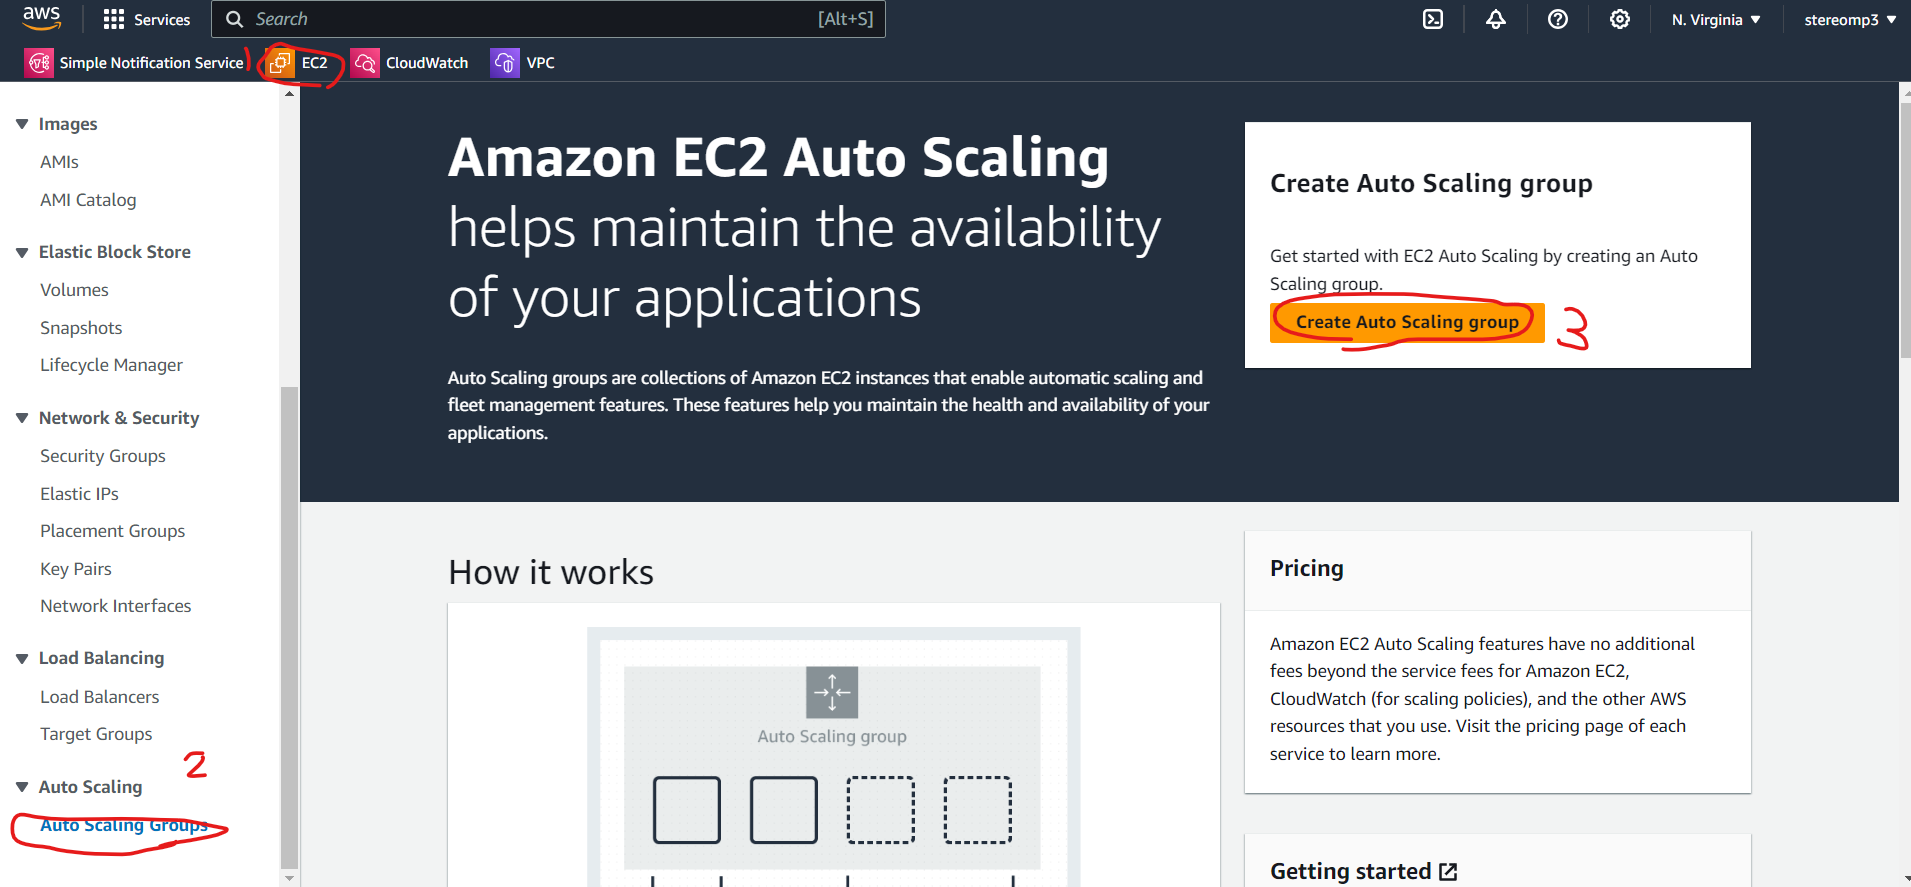 aws
Services
Search
[Alt+S]
N. Virginia
stereomp3
Simple Notification Service
1
EC2
CloudWatch
VPC
Images
AMIs
AMI Catalog
Elastic Block Store
Volumes
Snapshots
Lifecycle Manager
Network & Security
Security Groups
Elastic IPs
Placement Groups
Key Pairs
Network Interfaces
Load Balancing
Load Balancers
Target Groups
2
Auto Scaling
Auto Scaling Groups
Amazon EC2 Auto Scaling
helps maintain the availability
of your applications
Auto Scaling groups are collections of Amazon EC2 instances that enable automatic scaling and
fleet management features. These features help you maintain the health and availability of your
applications.
Create Auto Scaling group
Get started with EC2 Auto Scaling by creating an Auto
Scaling group.
Create Auto Scaling group
3
How it works
Auto Scaling group
Pricing
Amazon EC2 Auto Scaling features have no additional
fees beyond the service fees for Amazon EC2,
CloudWatch (for scaling policies), and the other AWS
resources that you use. Visit the pricing page of each
service to learn more.
Getting started